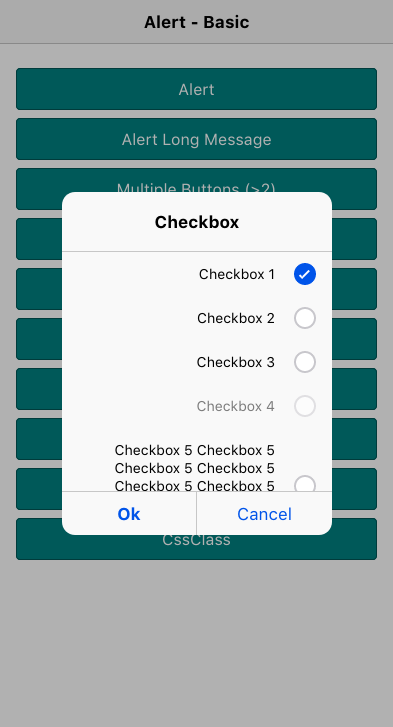 Alert - Basic
Alert
Alert Long Message
Multiple Buttons (>2)
Checkbox
Checkbox 1
Checkbox 2
Checkbox 3
Checkbox 4
Checkbox 5 Checkbox 5
Checkbox 5 Checkbox 5
Checkbox 5 Checkbox 5
Ok
Cancel
CssClass